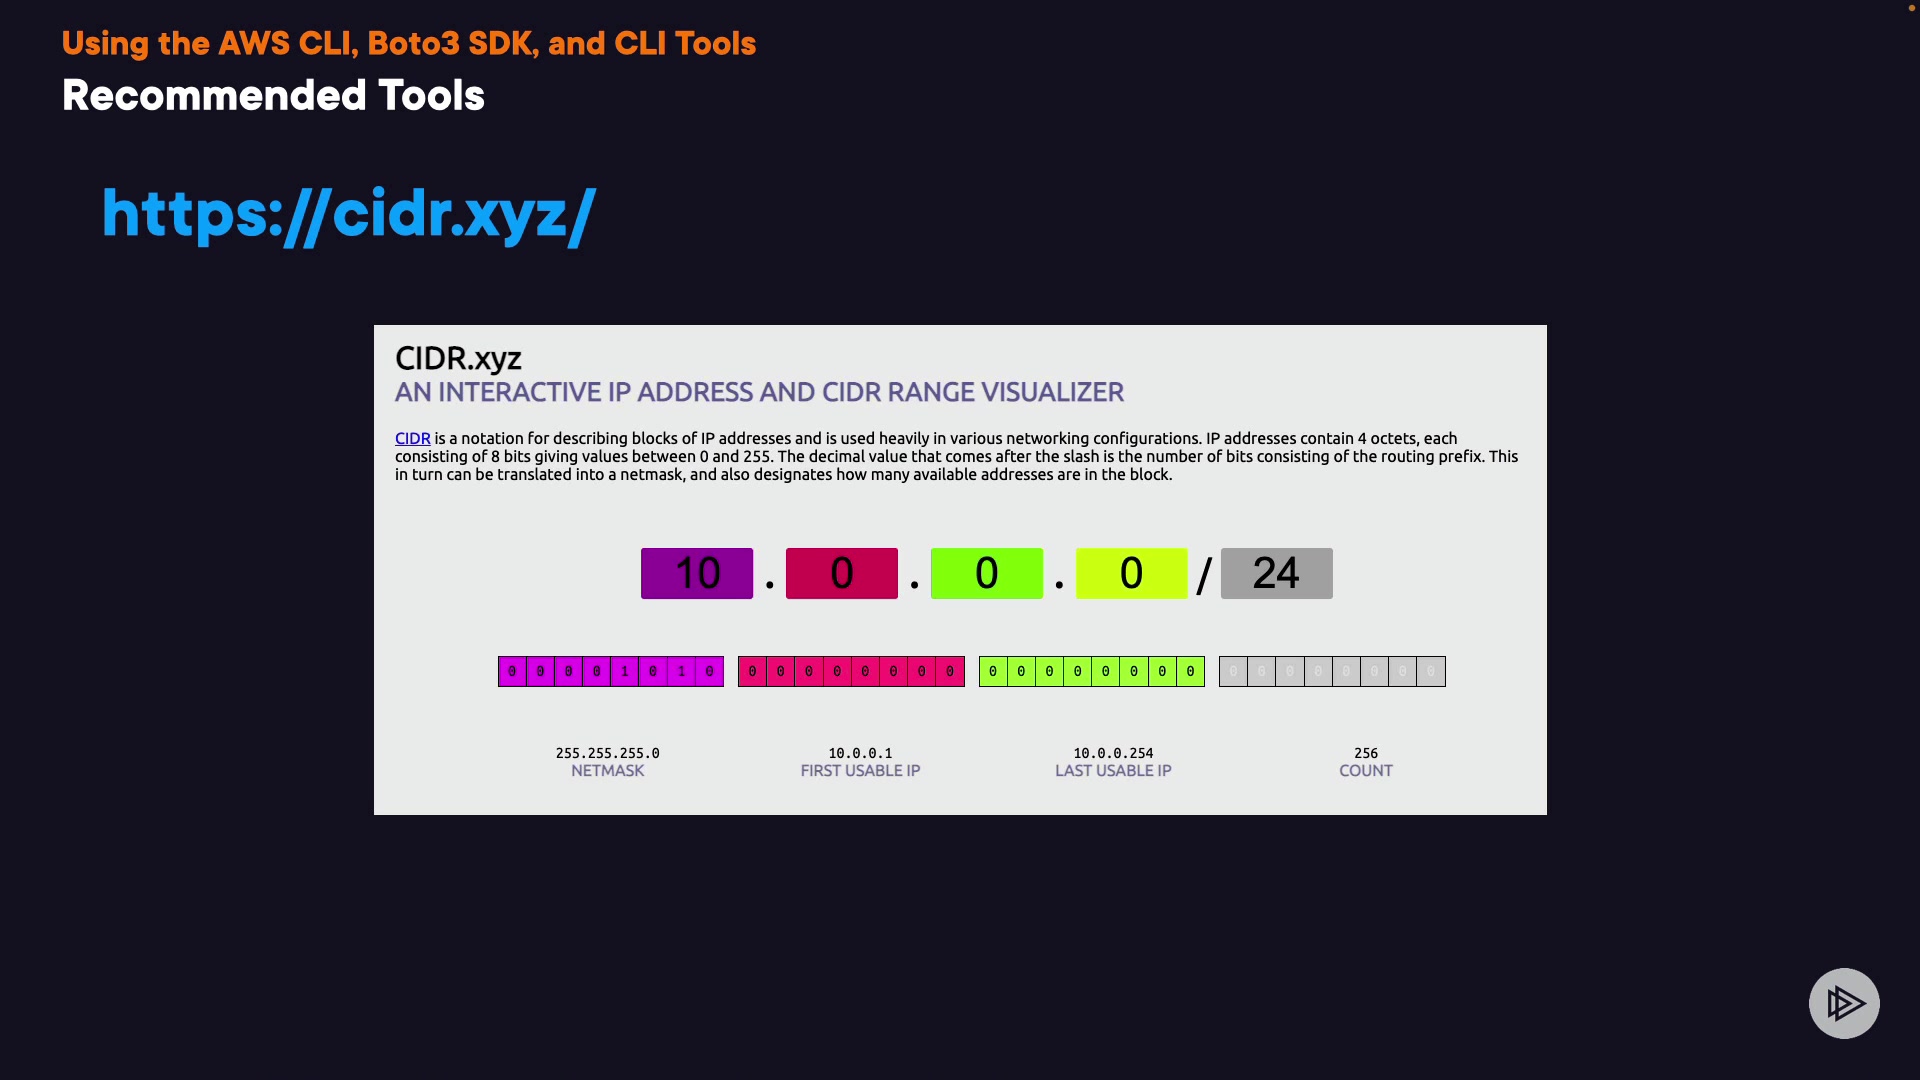 Using the AWS CLI, Boto3 SDK, and CLI Tools
Recommended Tools
https://cidr.xyz/
CIDR.xyz
AN INTERACTIVE IP ADDRESS AND CIDR RANGE VISUALIZER
CIDR is a notation for describing blocks of IP addresses and is used heavily in various networking configurations. IP addresses contain 4 octets, each
consisting of 8 bits giving values between 0 and 255. The decimal value that comes after the slash is the number of bits consisting of the routing prefix. This
in turn can be translated into a netmask, and also designates how many available addresses are in the block.
10 . 0 . 0 . 0 / 24
0 0 0 0 1 0 1 0 0 0 0 0 0 0 0 0 0 0 0 0 0 0 0 0 0 0 0 0 0 0 0 0
255.255.255.0 10.0.0.1 10.0.0.254 256
NETMASK FIRST USABLE IP LAST USABLE IP COUNT